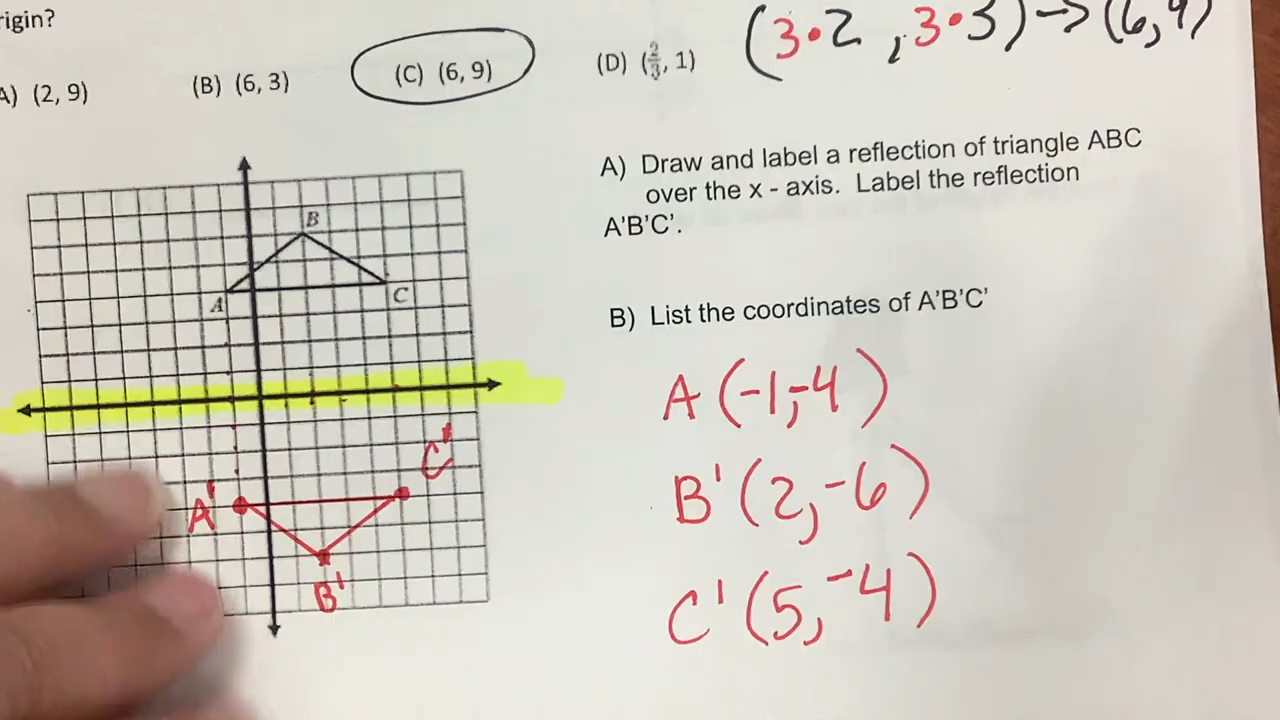 rigin?
(3•2 , 3•3) → (6,9)
A) (2, 9) (B) (6, 3) (C) (6, 9) (D) (2/3, 1)
A) Draw and label a reflection of triangle ABC
over the x - axis. Label the reflection
A'B'C'.
B
A
C
B) List the coordinates of A'B'C'
A (-1,-4)
B' (2,-6)
C' (5,-4)
C'
A'
B'